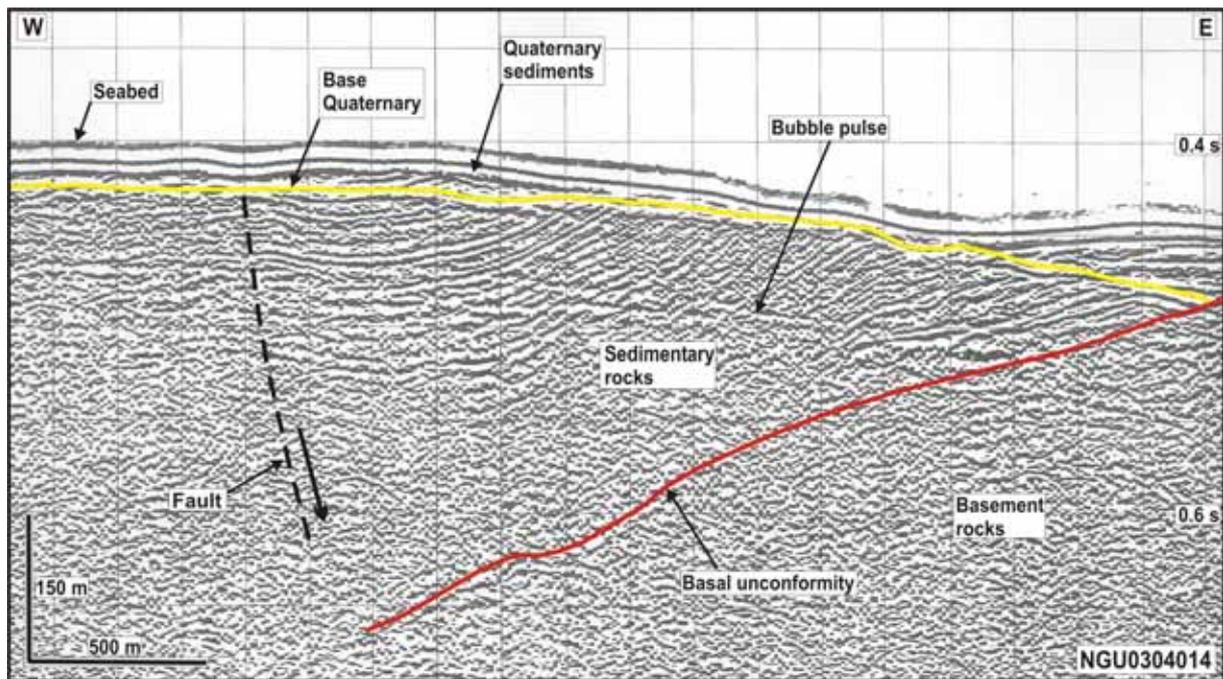 W
E
Quaternary
sediments
Base
Quaternary
Seabed
Bubble pulse
0.4 s
Sedimentary
rocks
Fault
Basement
rocks
0.6 s
Basal unconformity
150 m
500 m
NGU0304014